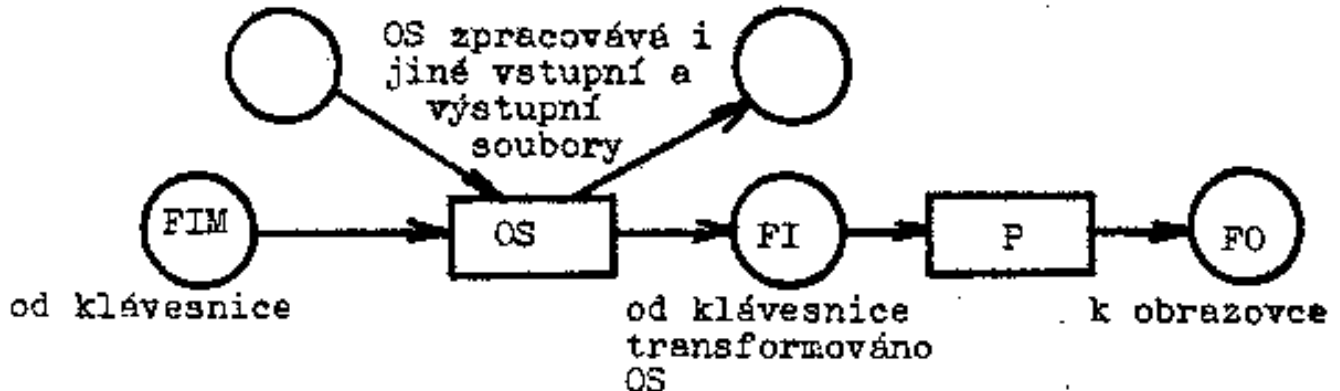 OS zpracovává i
jiné vstupní a
výstupní
soubory
FIM
OS
FI
P
FO
od klávesnice
od klávesnice
transformováno
OS
k obrazovce